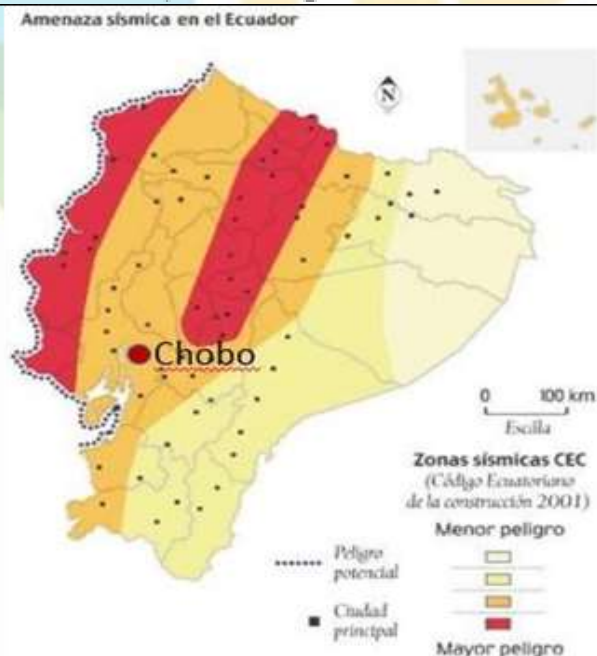 Amenaza sísmica en el Ecuador
N
Chobo
0 100 km
Escilla
Zonas sísmicas CEC
(Código Ecuatoriano
de la construcción 2001)
Menor peligro
Peligro
potencial
Ciudad
principal
Mayor peligro